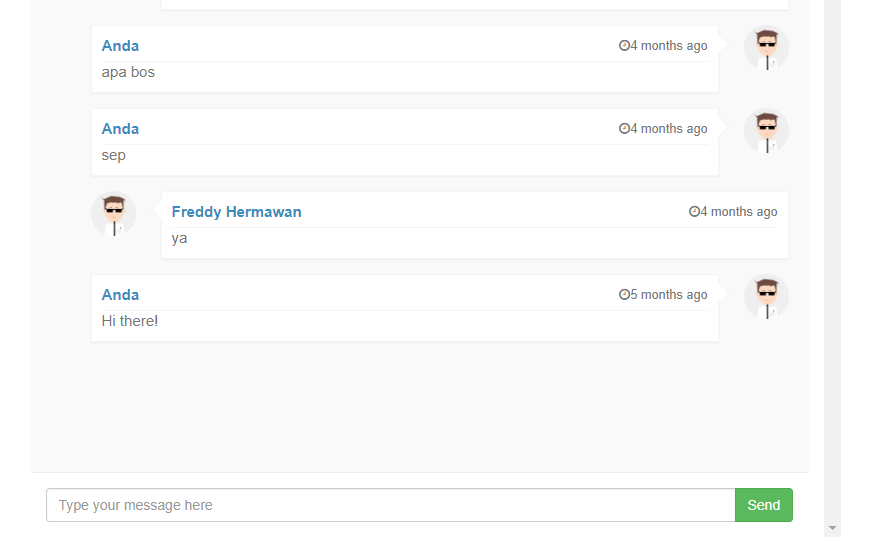 Anda
4 months ago
apa bos
Anda
4 months ago
sep
Freddy Hermawan
4 months ago
ya
Anda
5 months ago
Hi there!
Type your message here
Send